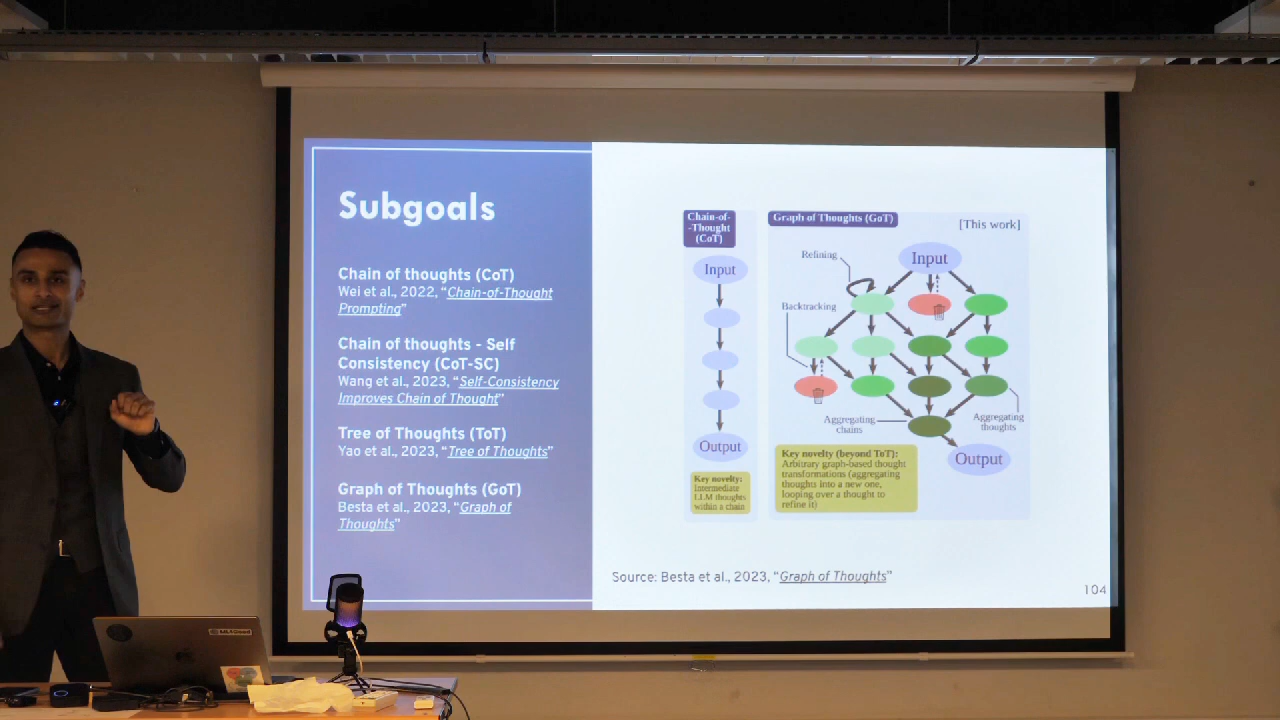 Subgoals
Chain of thoughts (CoT)
Wei et al., 2022, “Chain-of-Thought
Prompting”
Chain of thoughts - Self
Consistency (CoT-SC)
Wang et al., 2023, “Self-Consistency
Improves Chain of Thought”
Tree of Thoughts (ToT)
Yao et al., 2023, “Tree of Thoughts”
Graph of Thoughts (GoT)
Besta et al., 2023, “Graph of
Thoughts”
Chain-of-
-Thought
(CoT)
Input
Output
Key novelty:
Intermediate
LLM thoughts
within a chain
Graph of Thoughts (GoT)
[This work]
Refining
Input
Backtracking
Aggregating
chains
Aggregating
thoughts
Output
Key novelty (beyond ToT):
Arbitrary graph-based thought
transformations (aggregating
thoughts into a new one,
looping over a thought to
refine it)
Source: Besta et al., 2023, “Graph of Thoughts”
104